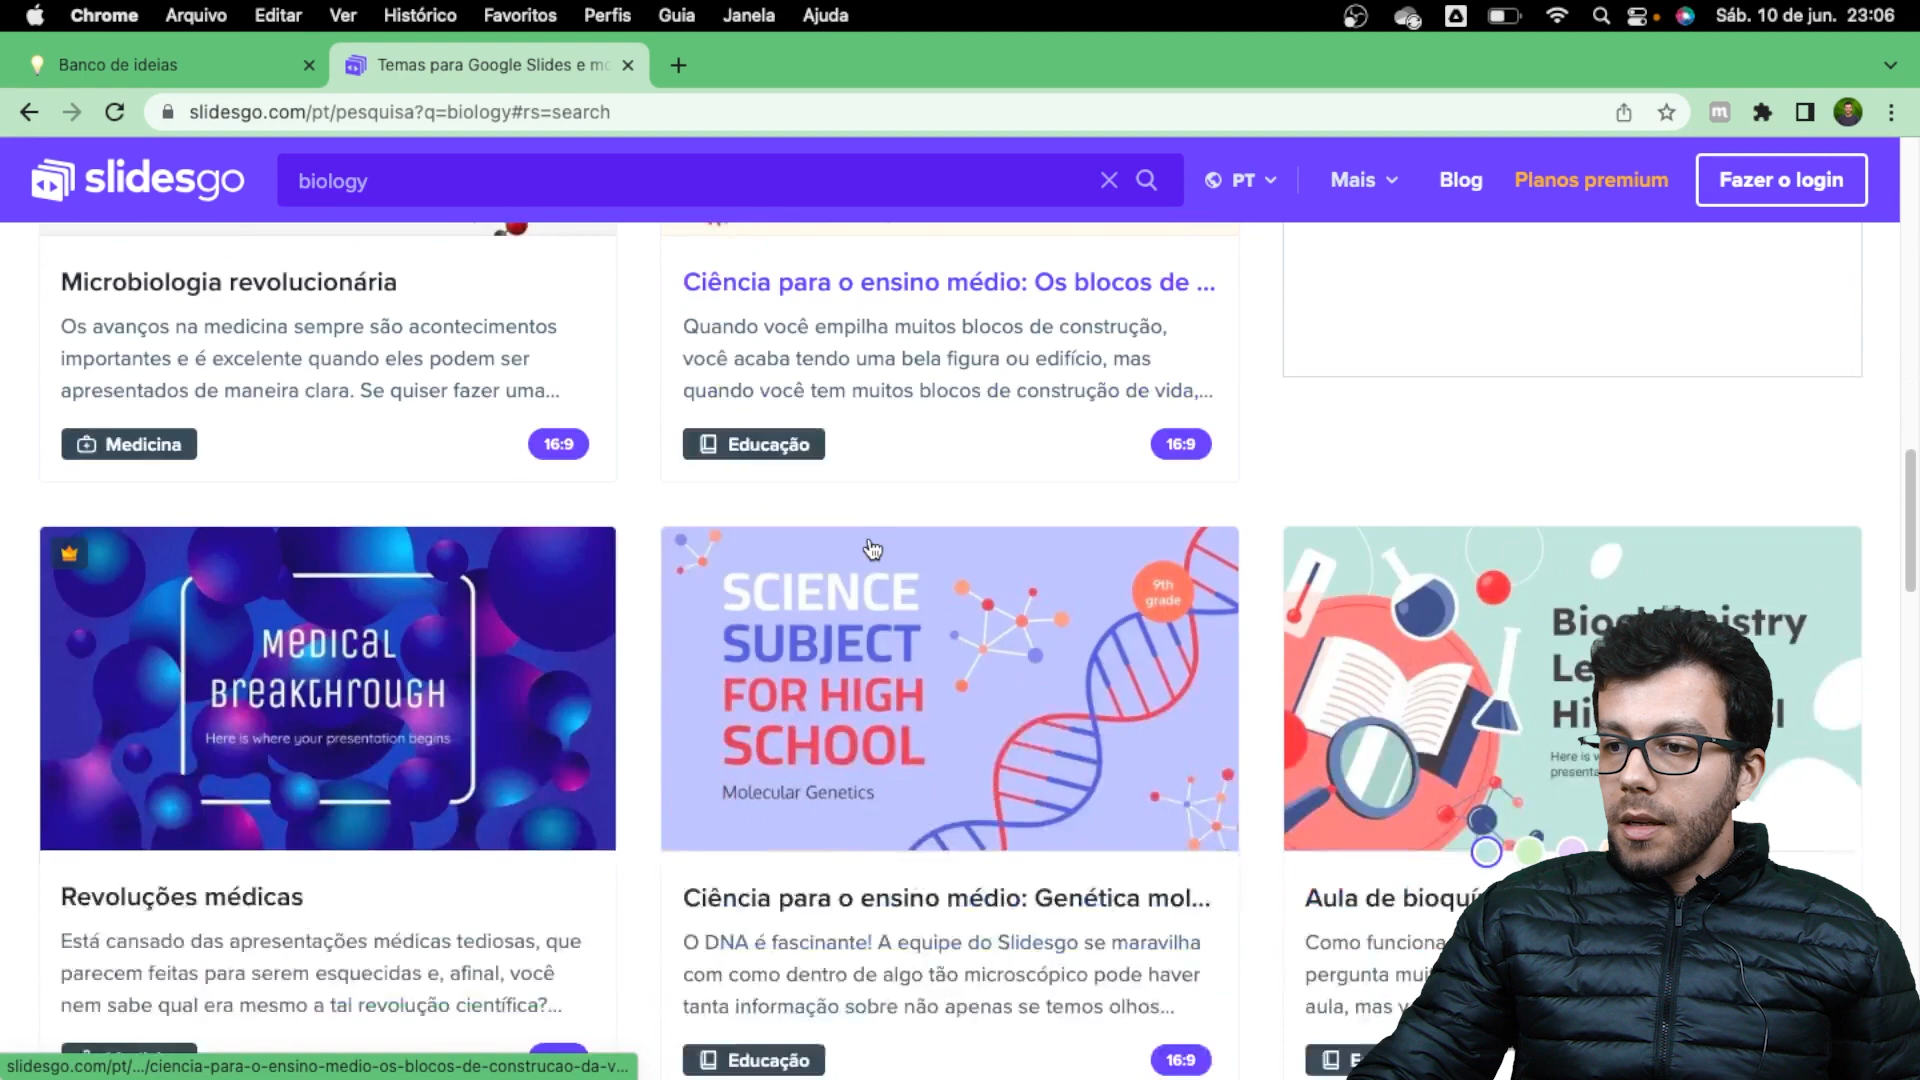 Chrome Arquivo Editar Ver Histórico Favoritos Perfis Guia Janela Ajuda Sáb. 10 de jun. 23:06
Banco de ideias Temas para Google Slides e mo
slidesgo.com/pt/pesquisa?q=biology#rs=search
slidesgo biology PT Mais Blog Planos premium Fazer o login
Microbiologia revolucionária
Os avanços na medicina sempre são acontecimentos
importantes e é excelente quando eles podem ser
apresentados de maneira clara. Se quiser fazer uma...
Medicina 16:9
Ciência para o ensino médio: Os blocos de ...
Quando você empilha muitos blocos de construção,
você acaba tendo uma bela figura ou edifício, mas
quando você tem muitos blocos de construção de vida,...
Educação 16:9
MEDICAL
BREAKTHROUGH
Here is where your presentation begins
Revoluções médicas
Está cansado das apresentações médicas tediosas, que
parecem feitas para serem esquecidas e, afinal, você
nem sabe qual era mesmo a tal revolução científica?...
SCIENCE
SUBJECT
FOR HIGH
SCHOOL
Molecular Genetics
9th
grade
Ciência para o ensino médio: Genética mol...
O DNA é fascinante! A equipe do Slidesgo se maravilha
com como dentro de algo tão microscópico pode haver
tanta informação sobre não apenas se temos olhos...
Educação 16:9
Here is
Aula de
Como funciona
aula, mas
slidesgo.com/pt/.../ciencia-para-o-ensino-medio-os-blocos-de-construcao-da-v...